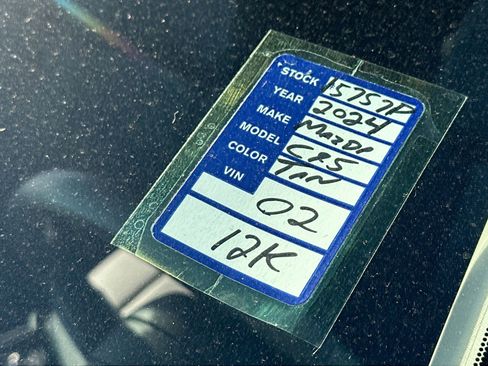 STOCK 15757P
YEAR 2024
MAKE MAZDA
MODEL CX5
COLOR TAN
VIN
02
12K